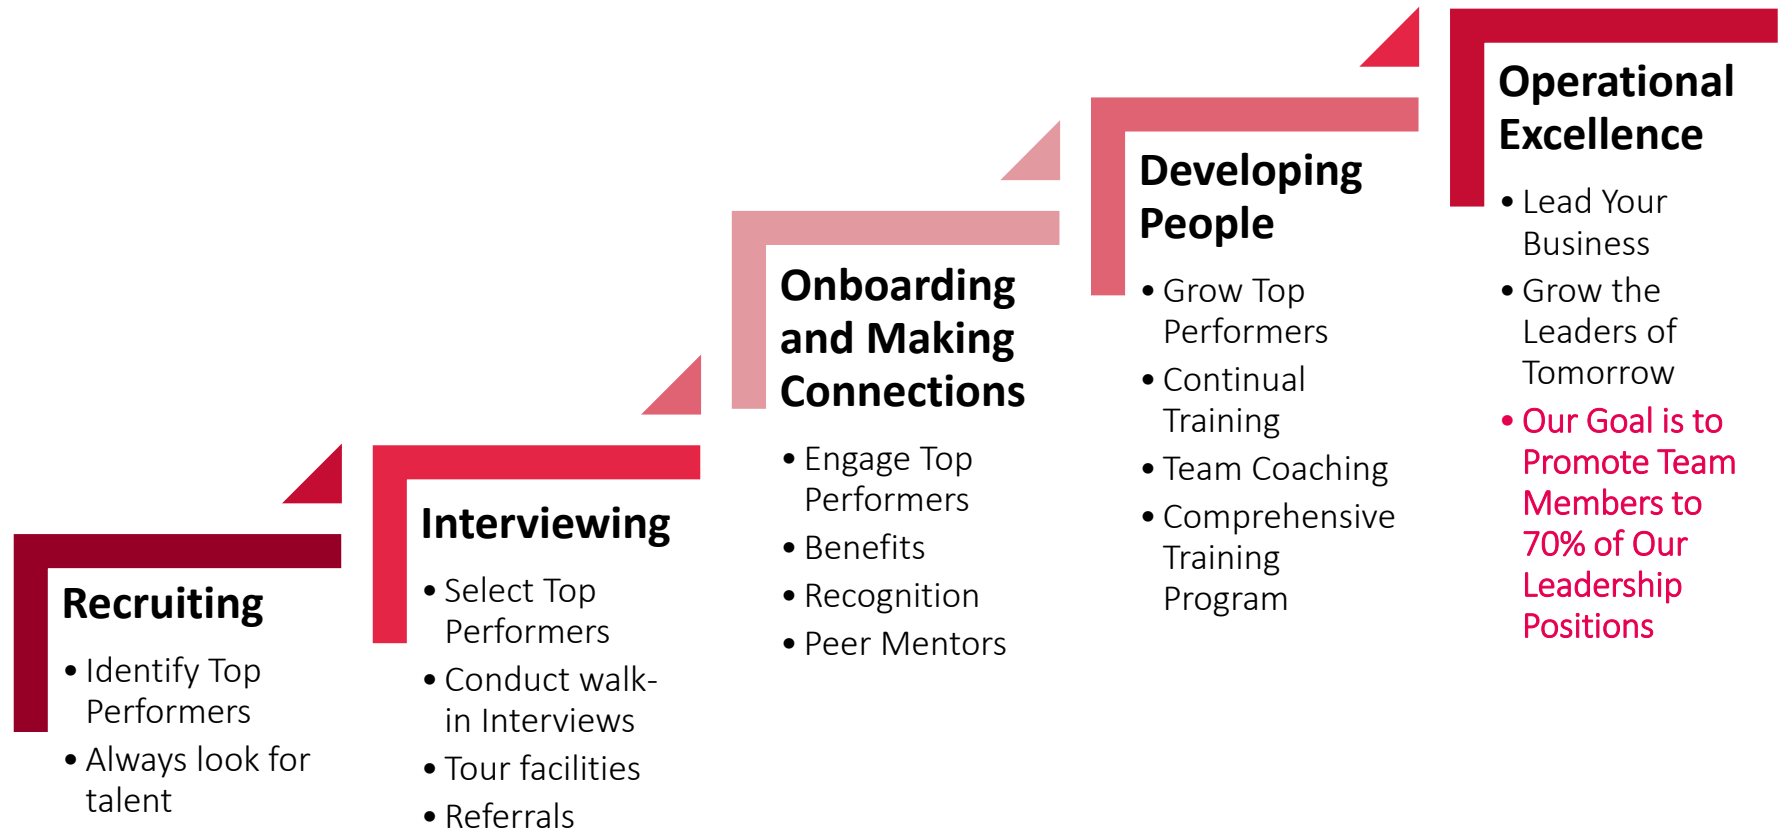 Recruiting
• Identify Top
Performers
• Always look for
talent
Interviewing
• Select Top
Performers
• Conduct walk-
in Interviews
• Tour facilities
• Referrals
Onboarding
and Making
Connections
• Engage Top
Performers
• Benefits
• Recognition
• Peer Mentors
Developing
People
• Grow Top
Performers
• Continual
Training
• Team Coaching
• Comprehensive
Training
Program
Operational
Excellence
• Lead Your
Business
• Grow the
Leaders of
Tomorrow
• Our Goal is to
Promote Team
Members to
70% of Our
Leadership
Positions